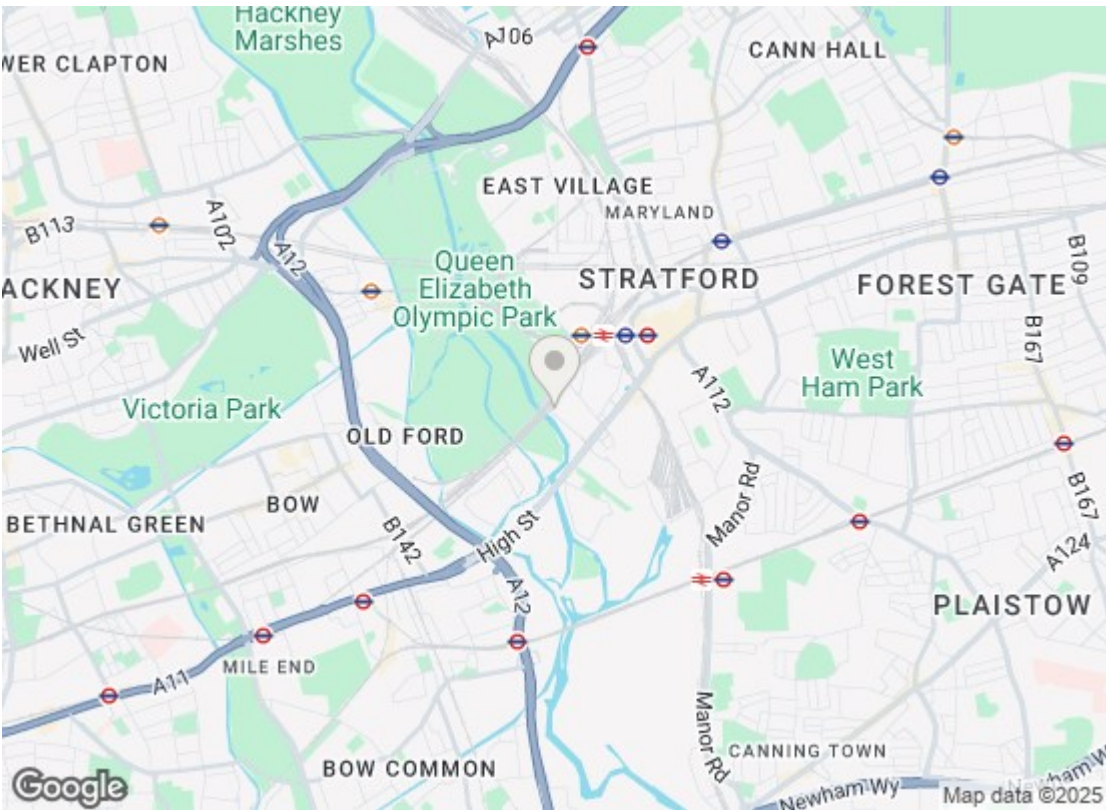 Hackney
Marshes
A106
CANN HALL
WER CLAPTON
EAST VILLAGE
MARYLAND
B113
A102
A12
B109
ACKNEY
Queen
Elizabeth
Olympic Park
STRATFORD
FOREST GATE
Well St
B167
West
Ham Park
A112
Victoria Park
OLD FORD
BOW
BETHNAL GREEN
B142
High St
Manor Rd
B167
A124
A12
PLAISTOW
MILE END
A11
Manor Rd
CANNING TOWN
BOW COMMON
Google
Newham Wy
Newham Wy
Map data ©2025